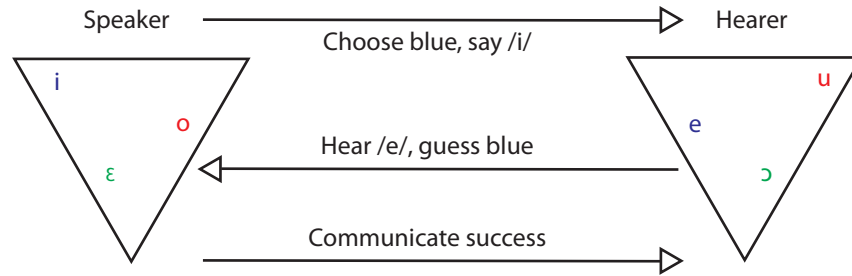 Speaker
Hearer
Choose blue, say /i/
i
u
o
e
Hear /e/, guess blue
ε
ɔ
Communicate success